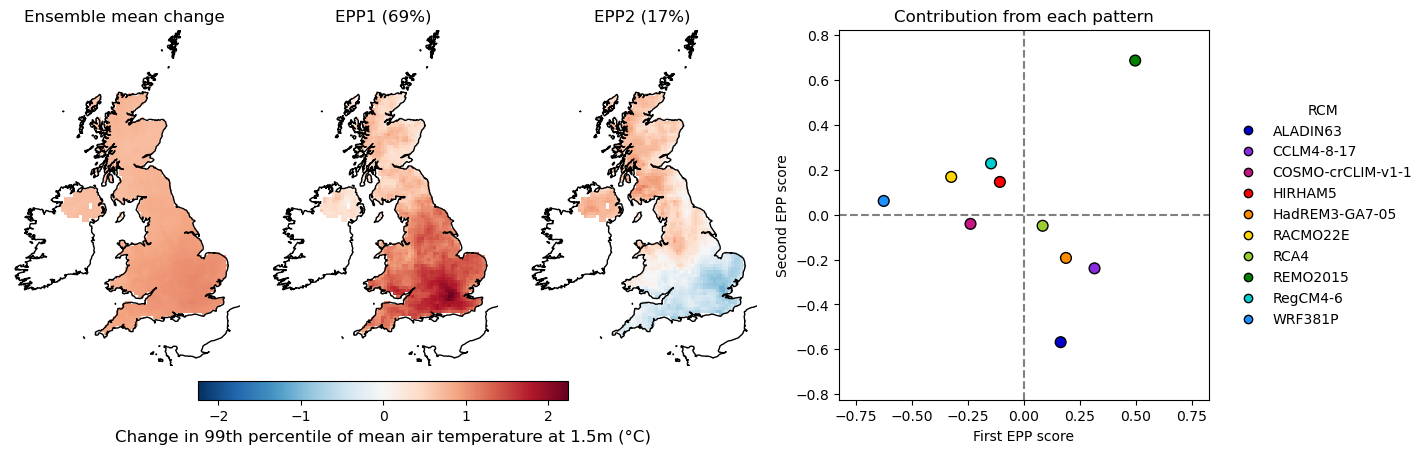 Ensemble mean change
EPP1 (69%)
EPP2 (17%)
−2 −1 0 1 2
Change in 99th percentile of mean air temperature at 1.5m (°C)
Contribution from each pattern
0.8
0.6
0.4
0.2
0.0
−0.2
−0.4
−0.6
−0.8
Second EPP score
−0.75 −0.50 −0.25 0.00 0.25 0.50 0.75
First EPP score
RCM
ALADIN63
CCLM4-8-17
COSMO-crCLIM-v1-1
HIRHAM5
HadREM3-GA7-05
RACMO22E
RCA4
REMO2015
RegCM4-6
WRF381P